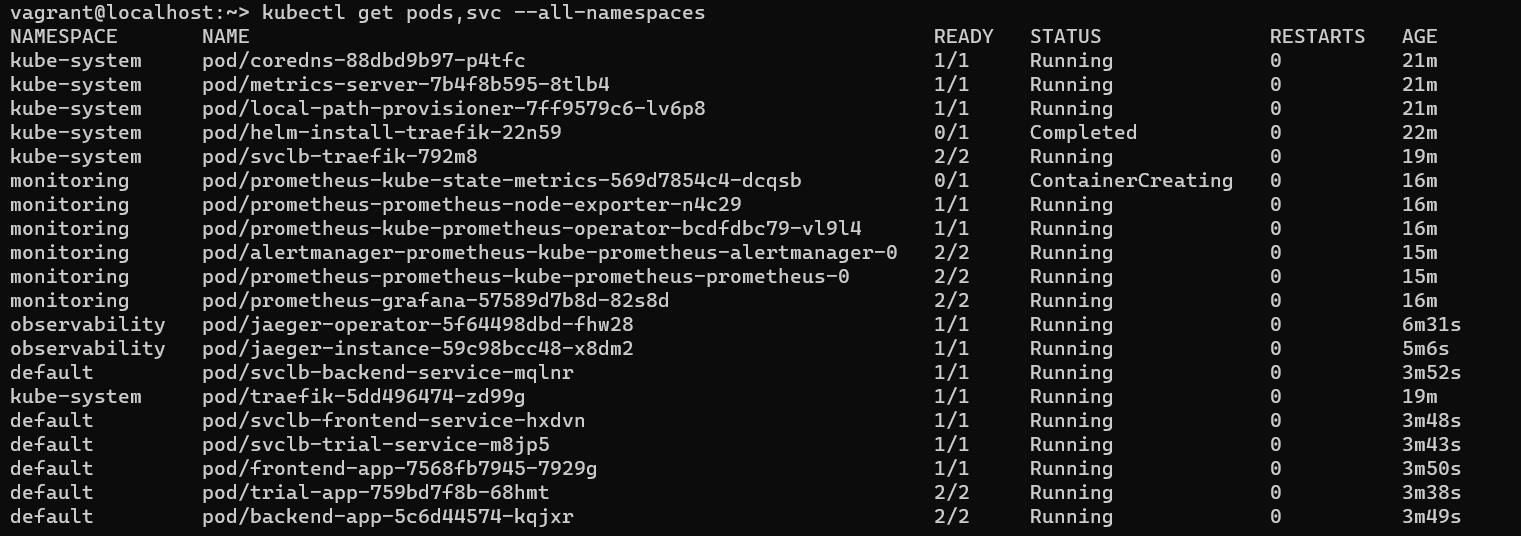 vagrant@localhost:~> kubectl get pods,svc --all-namespaces
NAMESPACE NAME READY STATUS RESTARTS AGE
kube-system pod/coredns-88dbd9b97-p4tfc 1/1 Running 0 21m
kube-system pod/metrics-server-7b4f8b595-8tlb4 1/1 Running 0 21m
kube-system pod/local-path-provisioner-7ff9579c6-lv6p8 1/1 Running 0 21m
kube-system pod/helm-install-traefik-22n59 0/1 Completed 0 22m
kube-system pod/svclb-traefik-792m8 2/2 Running 0 19m
monitoring pod/prometheus-kube-state-metrics-569d7854c4-dcqsb 0/1 ContainerCreating 0 16m
monitoring pod/prometheus-prometheus-node-exporter-n4c29 1/1 Running 0 16m
monitoring pod/prometheus-kube-prometheus-operator-bcdfdbc79-vl9l4 1/1 Running 0 16m
monitoring pod/alertmanager-prometheus-kube-prometheus-alertmanager-0 2/2 Running 0 15m
monitoring pod/prometheus-prometheus-kube-prometheus-prometheus-0 2/2 Running 0 15m
monitoring pod/prometheus-grafana-57589d7b8d-82s8d 2/2 Running 0 16m
observability pod/jaeger-operator-5f64498dbd-fhw28 1/1 Running 0 6m31s
observability pod/jaeger-instance-59c98bcc48-x8dm2 1/1 Running 0 5m6s
default pod/svclb-backend-service-mqlnr 1/1 Running 0 3m52s
kube-system pod/traefik-5dd496474-zd99g 1/1 Running 0 19m
default pod/svclb-frontend-service-hxdvn 1/1 Running 0 3m48s
default pod/svclb-trial-service-m8jp5 1/1 Running 0 3m43s
default pod/frontend-app-7568fb7945-7929g 1/1 Running 0 3m50s
default pod/trial-app-759bd7f8b-68hmt 2/2 Running 0 3m38s
default pod/backend-app-5c6d44574-kqjxr 2/2 Running 0 3m49s